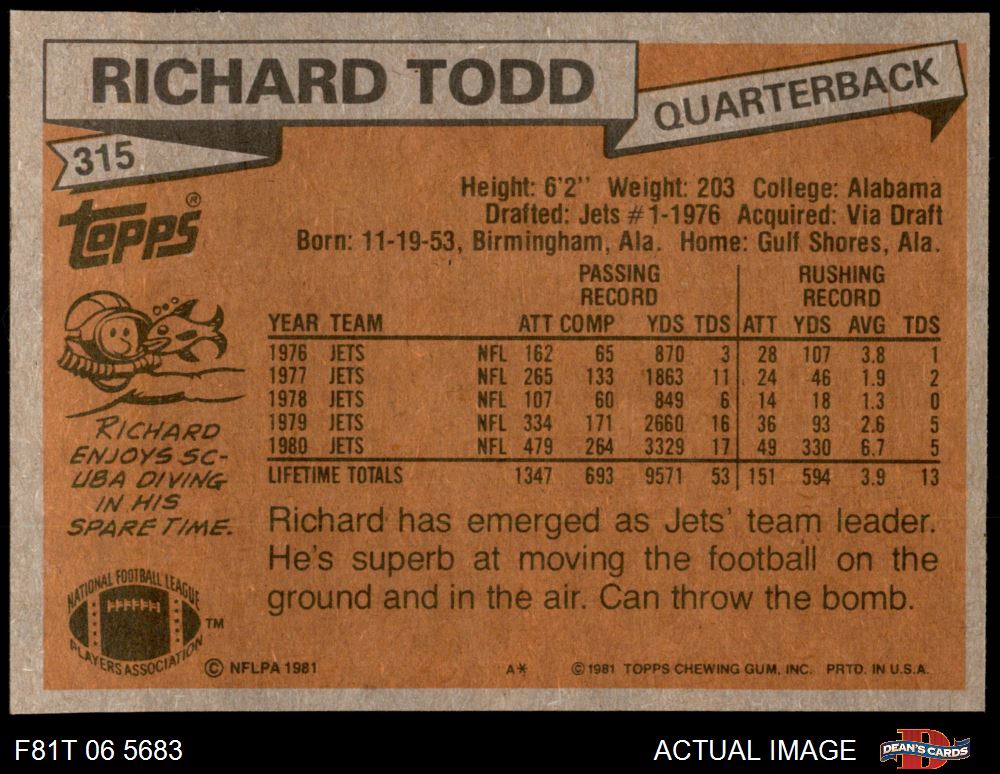 RICHARD TODD
QUARTERBACK
315
topps®
Height: 6'2" Weight: 203 College: Alabama
Drafted: Jets #1-1976 Acquired: Via Draft
Born: 11-19-53, Birmingham, Ala. Home: Gulf Shores, Ala.
PASSING RECORD RUSHING RECORD
YEAR TEAM ATT COMP YDS TDS ATT YDS AVG TDS
1976 JETS NFL 162 65 870 3 28 107 3.8 1
1977 JETS NFL 265 133 1863 11 24 46 1.9 2
1978 JETS NFL 107 60 849 6 14 18 1.3 0
1979 JETS NFL 334 171 2660 16 36 93 2.6 5
1980 JETS NFL 479 264 3329 17 49 330 6.7 5
LIFETIME TOTALS 1347 693 9571 53 151 594 3.9 13
RICHARD
ENJOYS SC-
UBA DIVING
IN HIS
SPARE TIME.
Richard has emerged as Jets' team leader.
He's superb at moving the football on the
ground and in the air. Can throw the bomb.
NATIONAL FOOTBALL LEAGUE
PLAYERS ASSOCIATION
TM
© NFLPA 1981 A* © 1981 TOPPS CHEWING GUM, INC. PRTD. IN U.S.A.
F81T 06 5683 ACTUAL IMAGE DEAN'S CARDS